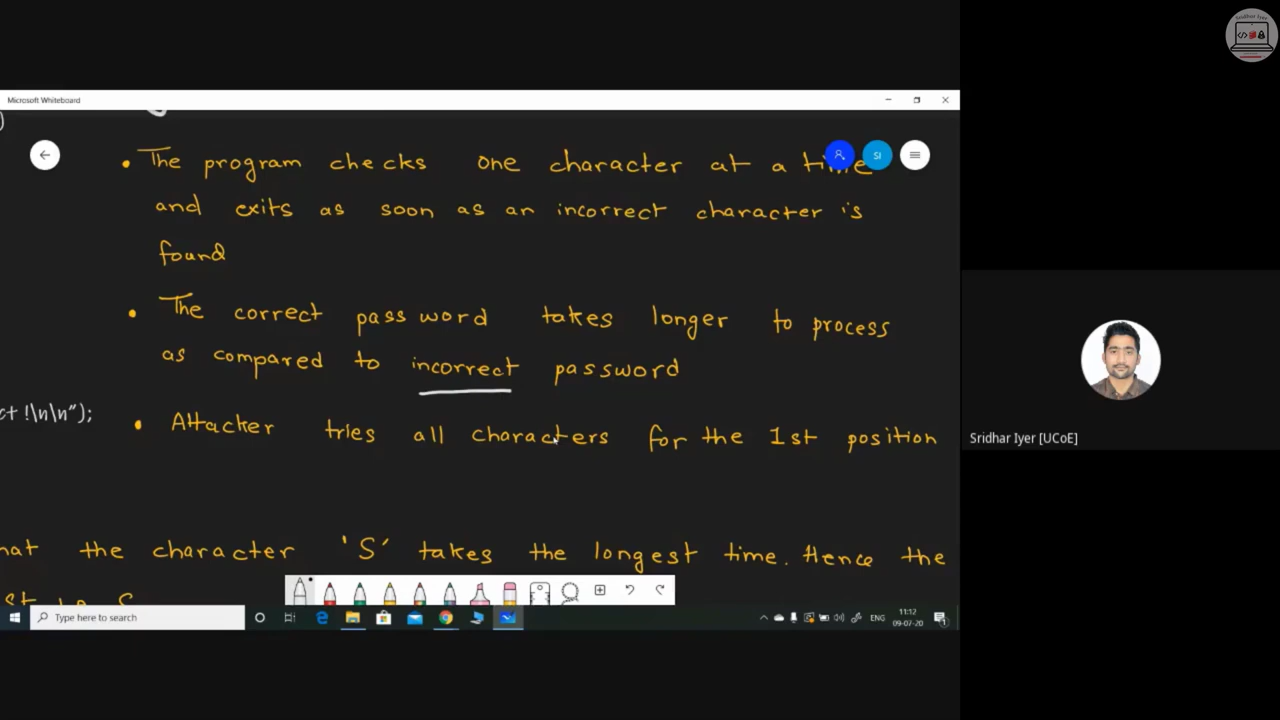 Sridhar Iyer
Microsoft Whiteboard
)
SI
• The program checks one character at a time
and exits as soon as an incorrect character is
found
• The correct password takes longer to process
as compared to incorrect password
ct !\n\n");
• Attacker tries all characters for the 1st position
hat the character 'S' takes the longest time. Hence the
Type here to search
ENG
11:12
09-07-20
Sridhar Iyer [UCoE]